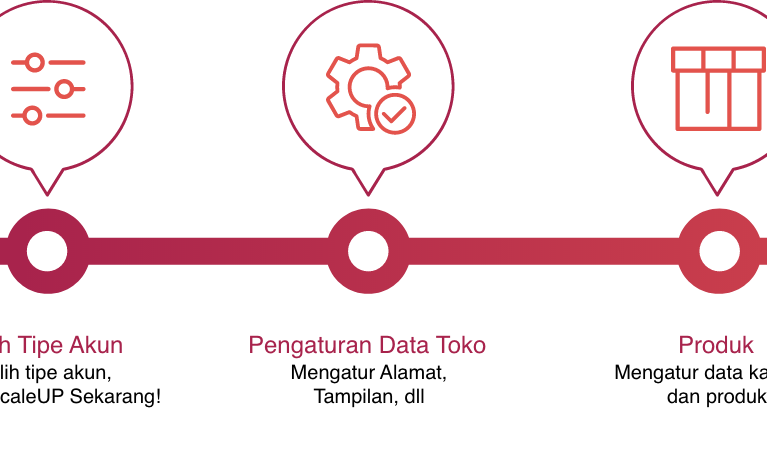 h Tipe Akun
lih tipe akun,
caleUP Sekarang!
Pengaturan Data Toko
Mengatur Alamat,
Tampilan, dll
Produk
Mengatur data ka
dan produk